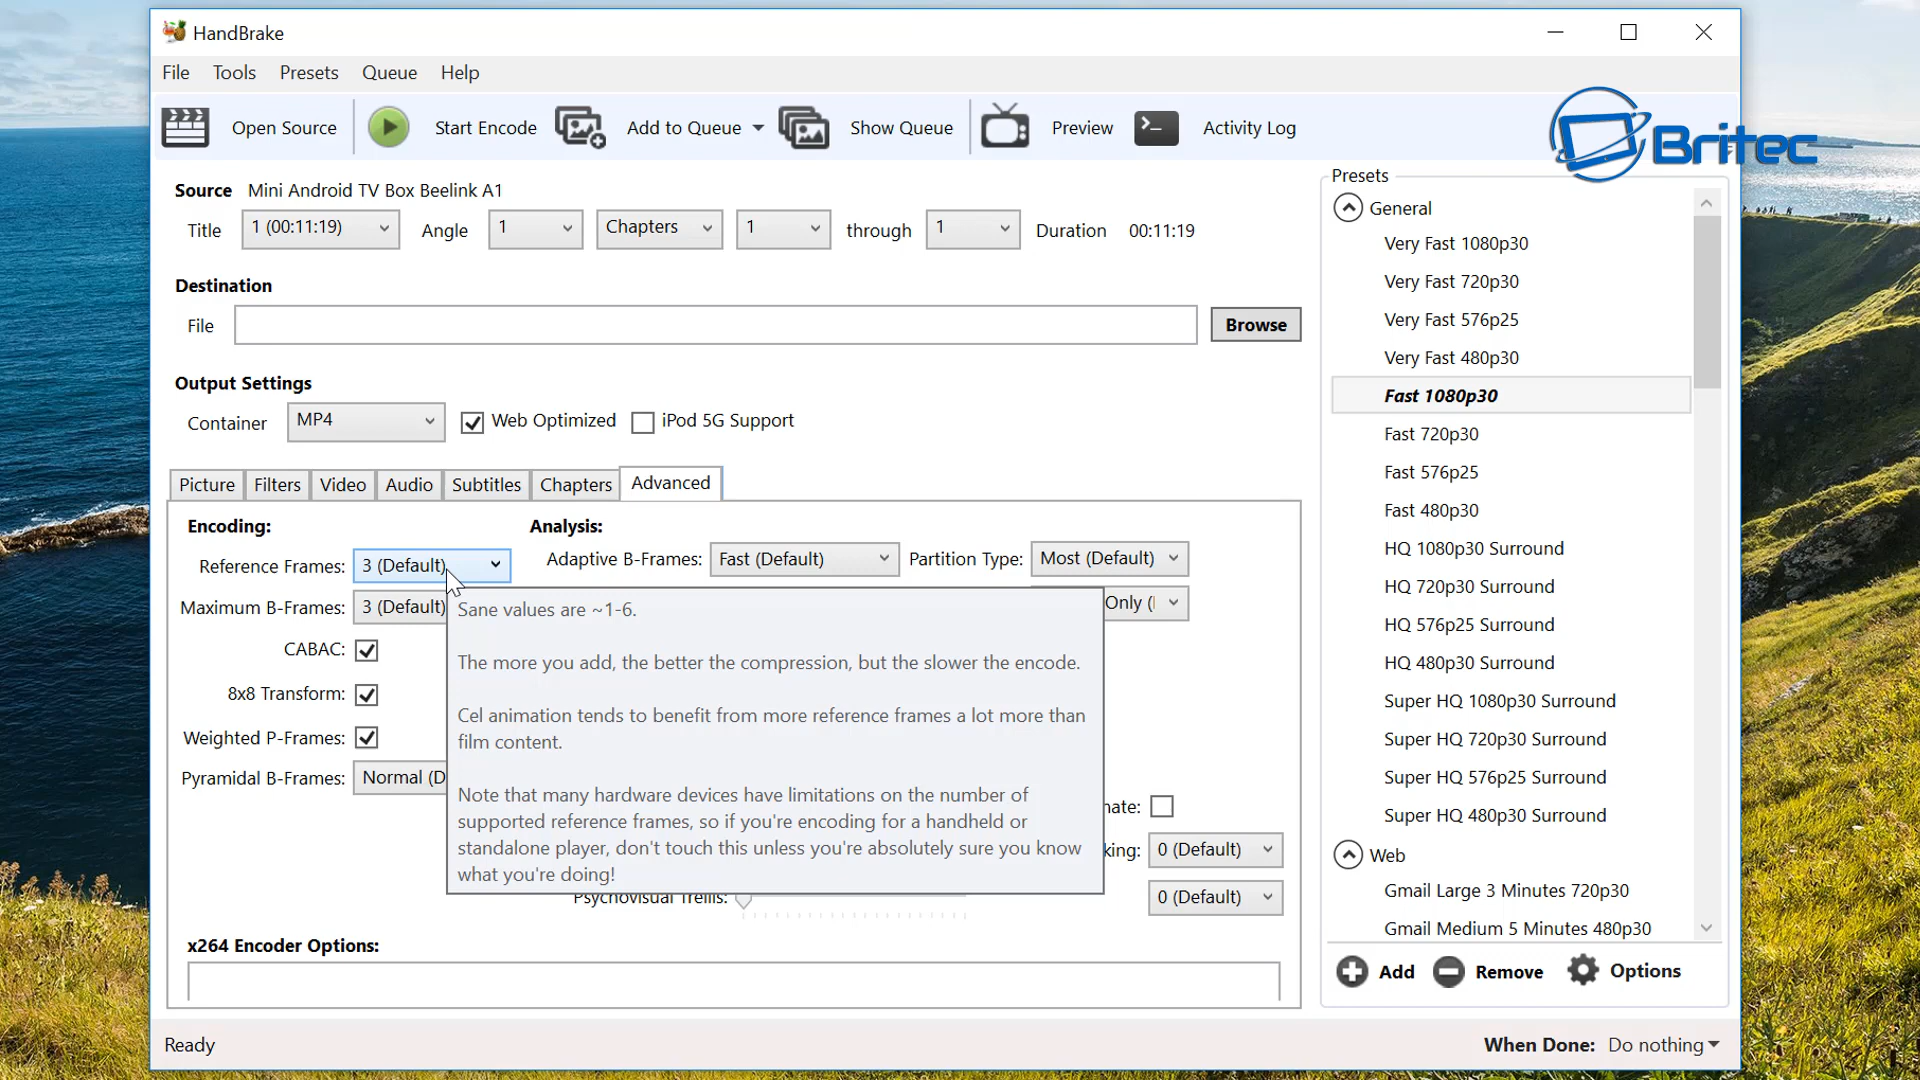 HandBrake
File Tools Presets Queue Help
Open Source Start Encode Add to Queue Show Queue Preview Activity Log
Britec
Source Mini Android TV Box Beelink A1
Title 1 (00:11:19) Angle 1 Chapters 1 through 1 Duration 00:11:19
Destination
File Browse
Output Settings
Container MP4 Web Optimized iPod 5G Support
Picture Filters Video Audio Subtitles Chapters Advanced
Encoding: Analysis:
Reference Frames: 3 (Default) Adaptive B-Frames: Fast (Default) Partition Type: Most (Default)
Maximum B-Frames: 3 (Default) Only (
CABAC:
8x8 Transform:
Weighted P-Frames:
Pyramidal B-Frames: Normal (D
Sane values are ~1-6.
The more you add, the better the compression, but the slower the encode.
Cel animation tends to benefit from more reference frames a lot more than
film content.
Note that many hardware devices have limitations on the number of
supported reference frames, so if you're encoding for a handheld or
standalone player, don't touch this unless you're absolutely sure you know
what you're doing!
nate:
king: 0 (Default)
Psychovisual Trellis: 0 (Default)
x264 Encoder Options:
Presets
General
Very Fast 1080p30
Very Fast 720p30
Very Fast 576p25
Very Fast 480p30
Fast 1080p30
Fast 720p30
Fast 576p25
Fast 480p30
HQ 1080p30 Surround
HQ 720p30 Surround
HQ 576p25 Surround
HQ 480p30 Surround
Super HQ 1080p30 Surround
Super HQ 720p30 Surround
Super HQ 576p25 Surround
Super HQ 480p30 Surround
Web
Gmail Large 3 Minutes 720p30
Gmail Medium 5 Minutes 480p30
Add Remove Options
Ready When Done: Do nothing